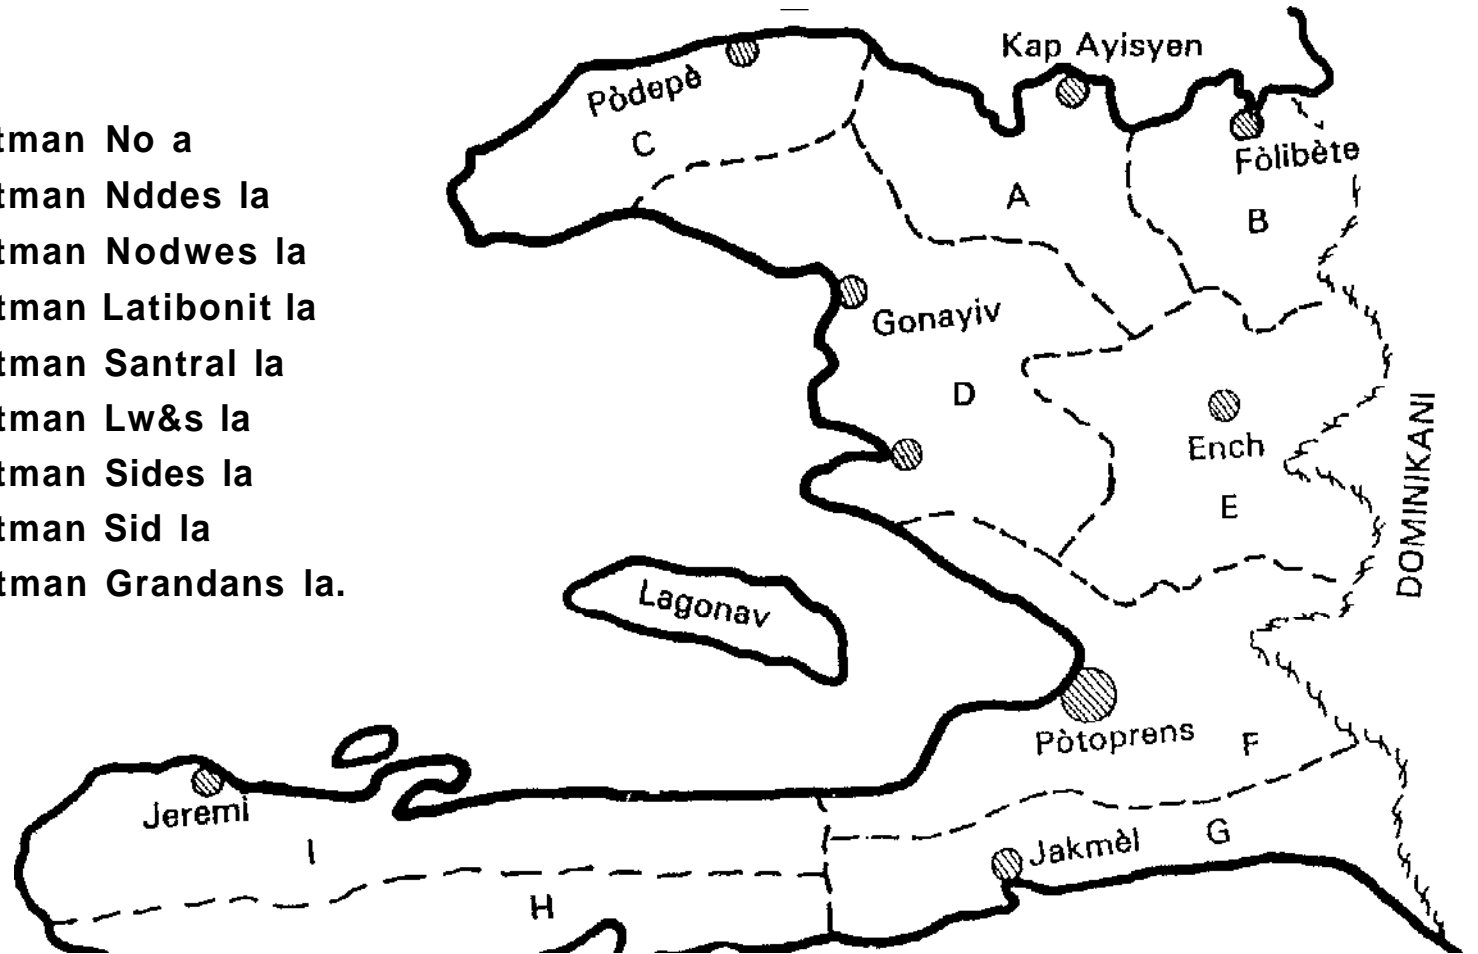 tman No a
tman Nddes la
tman Nodwes la
tman Latibonit la
tman Santral la
tman Lw&s la
tman Sides la
tman Sid la
tman Grandans la.
Kap Ayisyen
Pòdepè
C
Fòlibète
A
B
Gonayiv
D
Ench
E
DOMINIKANI
Lagonav
Pòtoprens
F
Jeremi
I
Jakmèl
G
H